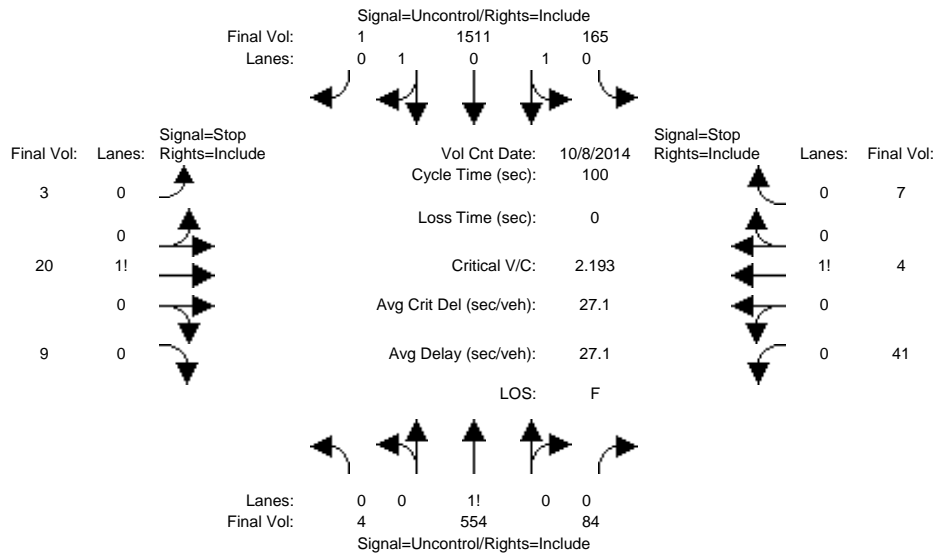 Signal=Uncontrol/Rights=Include
Final Vol: 1 1511 165
Lanes: 0 1 0 1 0
Signal=Stop Signal=Stop
Final Vol: Lanes: Rights=Include Vol Cnt Date: 10/8/2014 Rights=Include Lanes: Final Vol:
Cycle Time (sec): 100
3 0 0 7
Loss Time (sec): 0
0 0
20 1! Critical V/C: 2.193 1! 4
0 Avg Crit Del (sec/veh): 27.1 0
9 0 Avg Delay (sec/veh): 27.1 0 41
LOS: F
Lanes: 0 0 1! 0 0
Final Vol: 4 554 84
Signal=Uncontrol/Rights=Include